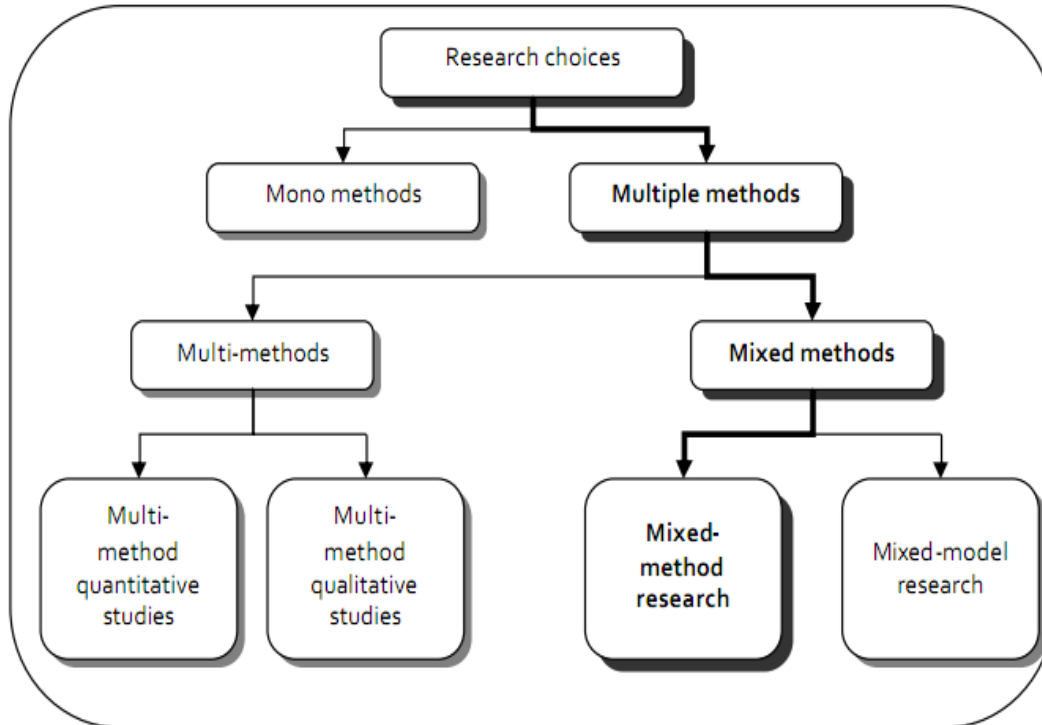 Research choices
Mono methods
Multiple methods
Multi-methods
Mixed methods
Multi-
method
quantitative
studies
Multi-
method
qualitative
studies
Mixed-
method
research
Mixed-model
research